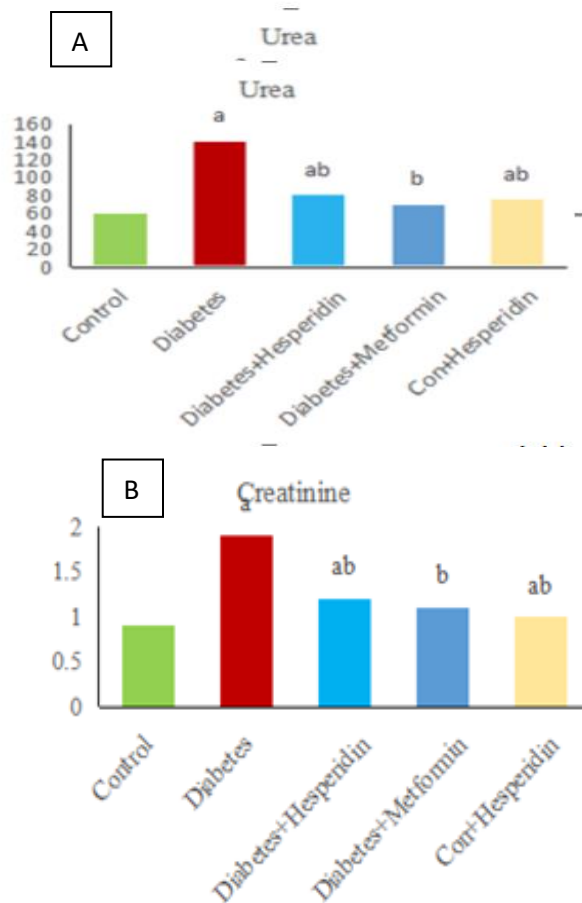 A
Urea
Urea
a
ab
b
ab
160
140
120
100
80
60
40
20
0
Control
Diabetes
Diabetes+Hesperidin
Diabetes+Metformin
Con+Hesperidin
B
Creatinine
a
ab
b
ab
2
1.5
1
0.5
0
Control
Diabetes
Diabetes+Hesperidin
Diabetes+Metformin
Con+Hesperidin